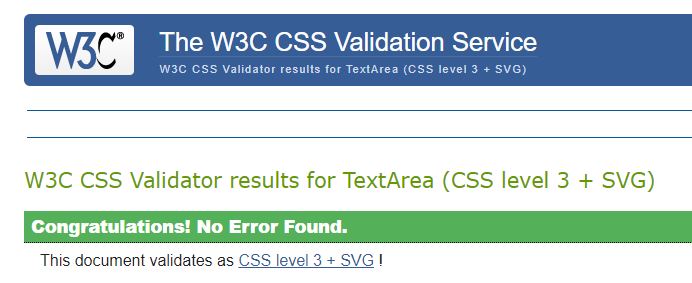 W3C® The W3C CSS Validation Service
W3C CSS Validator results for TextArea (CSS level 3 + SVG)
W3C CSS Validator results for TextArea (CSS level 3 + SVG)
Congratulations! No Error Found.
This document validates as CSS level 3 + SVG !